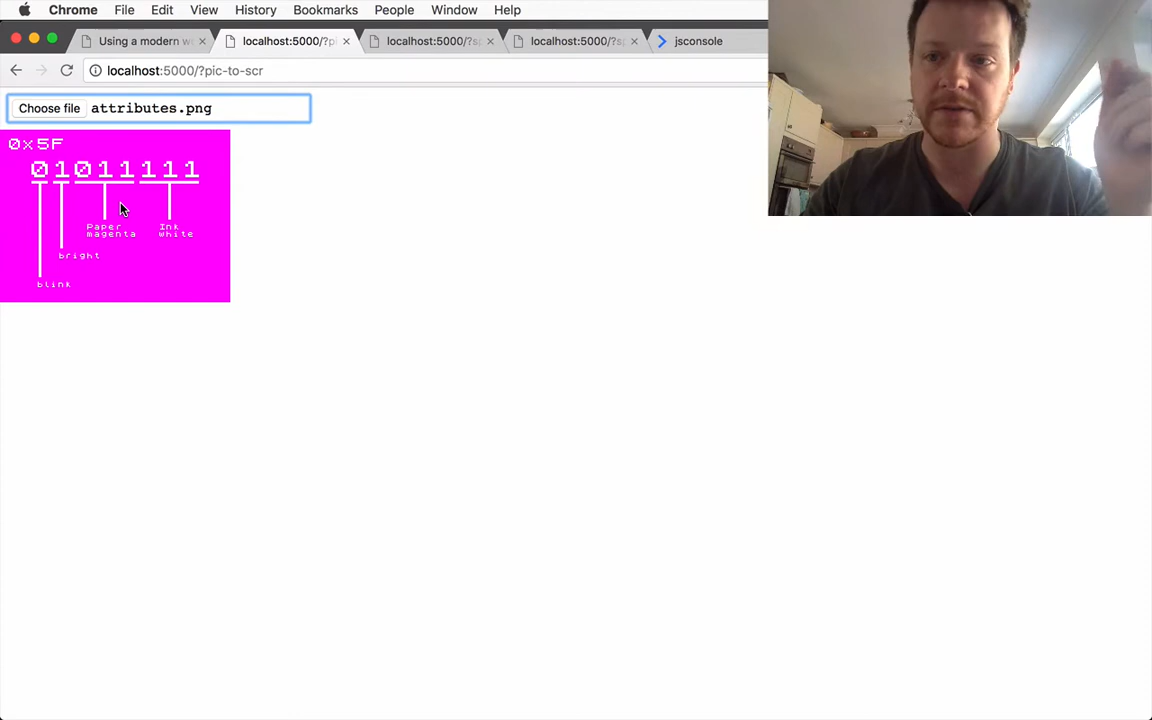 Chrome File Edit View History Bookmarks People Window Help
Using a modern w localhost:5000/?pi localhost:5000/?s localhost:5000/?s jsconsole
localhost:5000/?pic-to-scr
Choose file attributes.png
0x5F
01011111
Paper Ink
magenta white
bright
blink